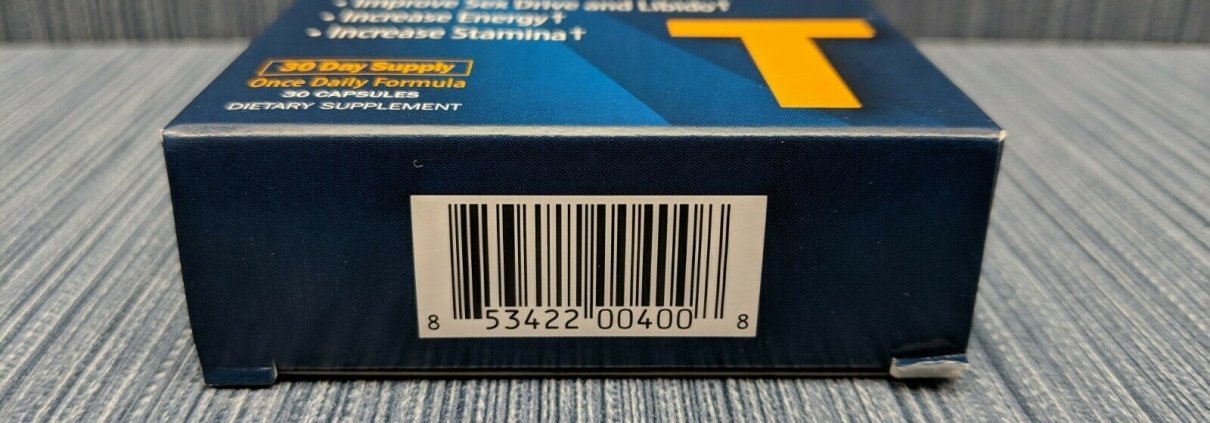 • Improve Sex Drive and Libido†
• Increase Energy†
• Increase Stamina†
30 Day Supply
Once Daily Formula
30 CAPSULES
DIETARY SUPPLEMENT
T
8 53422 00400 8